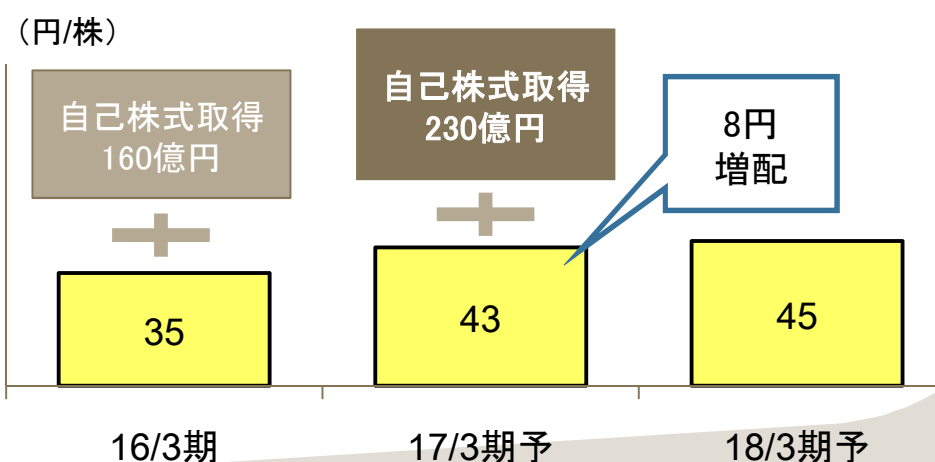 （円/株）
自己株式取得
160億円
自己株式取得
230億円
8円
増配
35
43
45
16/3期
17/3期予
18/3期予